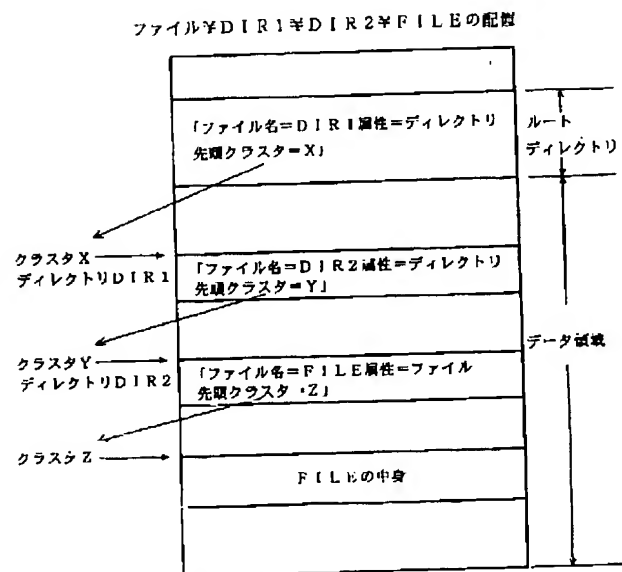 ファイル¥DIR1¥DIR2¥FILEの配置
「ファイル名=DIR1属性=ディレクトリ
先頭クラスタ=X」
ルート
ディレクトリ
クラスタX
ディレクトリDIR1
「ファイル名=DIR2属性=ディレクトリ
先頭クラスタ=Y」
データ領域
クラスタY
ディレクトリDIR2
「ファイル名=FILE属性=ファイル
先頭クラスタ・Z」
クラスタZ
FILEの中身